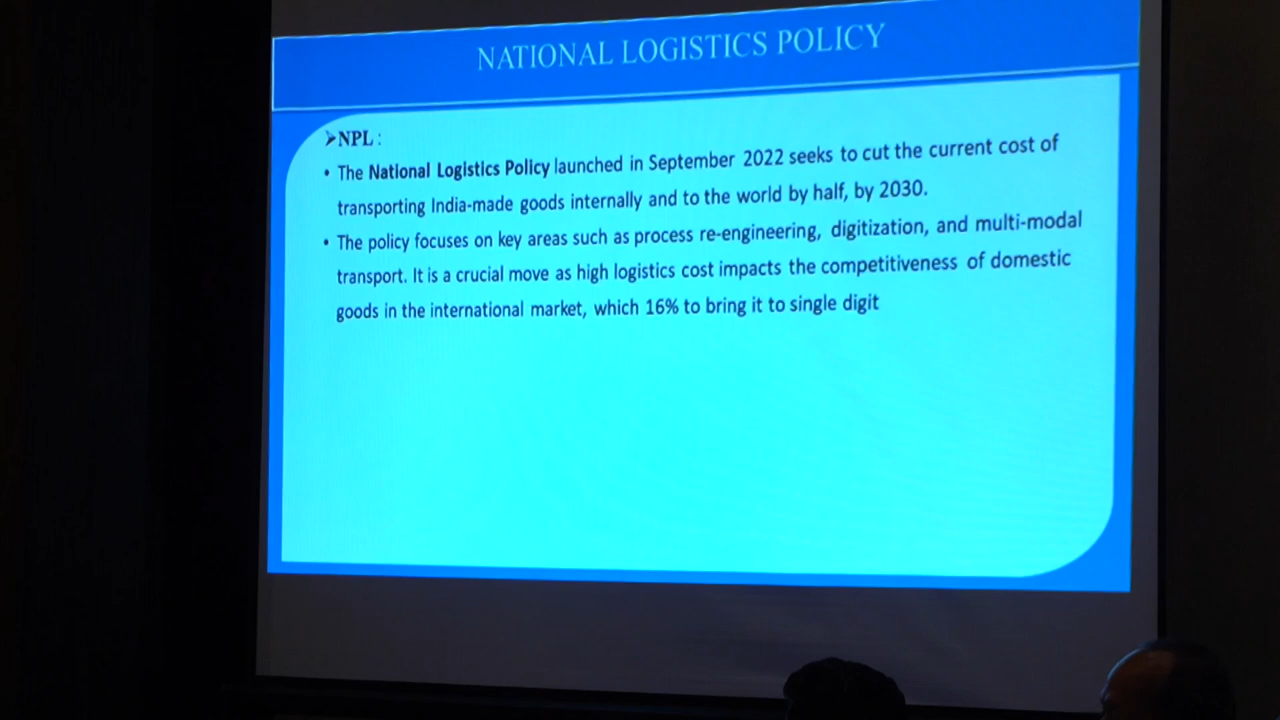 NATIONAL LOGISTICS POLICY
➢NPL :
• The National Logistics Policy launched in September 2022 seeks to cut the current cost of
transporting India-made goods internally and to the world by half, by 2030.
• The policy focuses on key areas such as process re-engineering, digitization, and multi-modal
transport. It is a crucial move as high logistics cost impacts the competitiveness of domestic
goods in the international market, which 16% to bring it to single digit